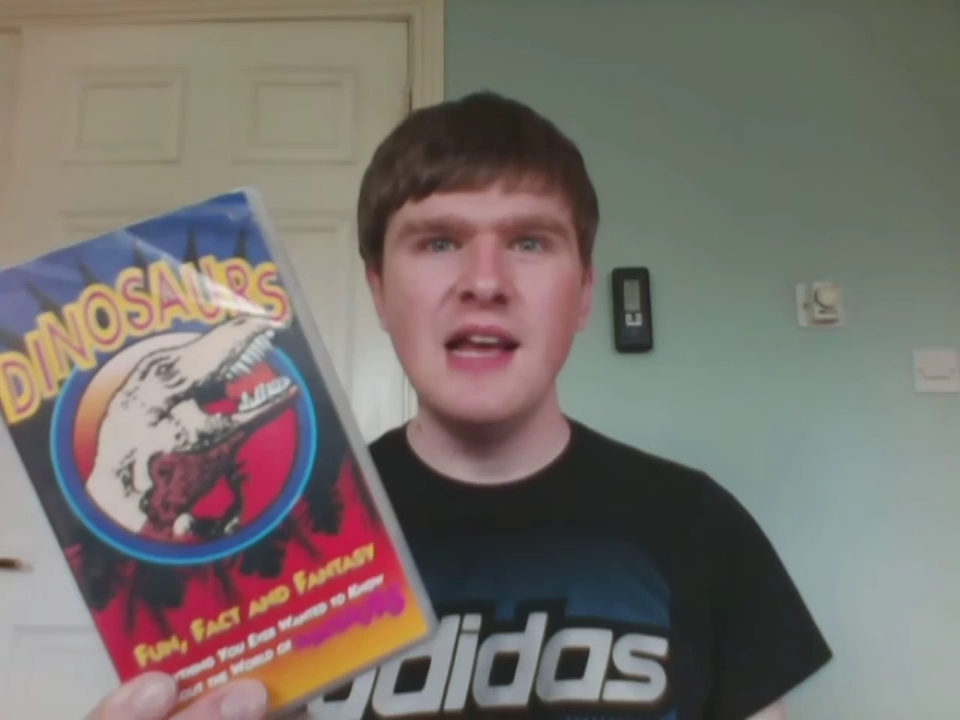 DINOSAURS
FUN, FACT AND FANTASY
YOU EVER WANTED TO KNOW
THE WORLD OF
adidas